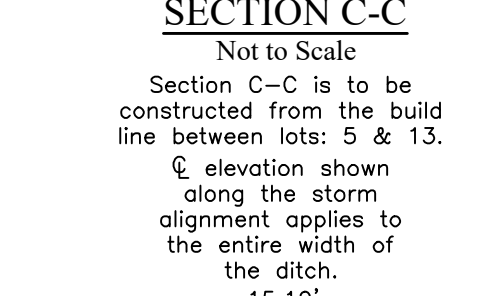 SECTION C-C
Not to Scale
Section C-C is to be
constructed from the build
line between lots: 5 & 13.
℄ elevation shown
along the storm
alignment applies to
the entire width of
the ditch.